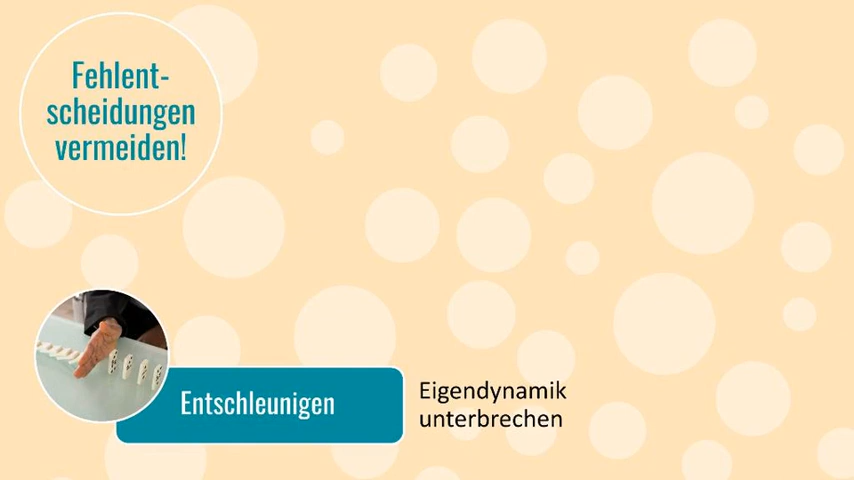 Fehlent-
scheidungen
vermeiden!
Entschleunigen
Eigendynamik
unterbrechen